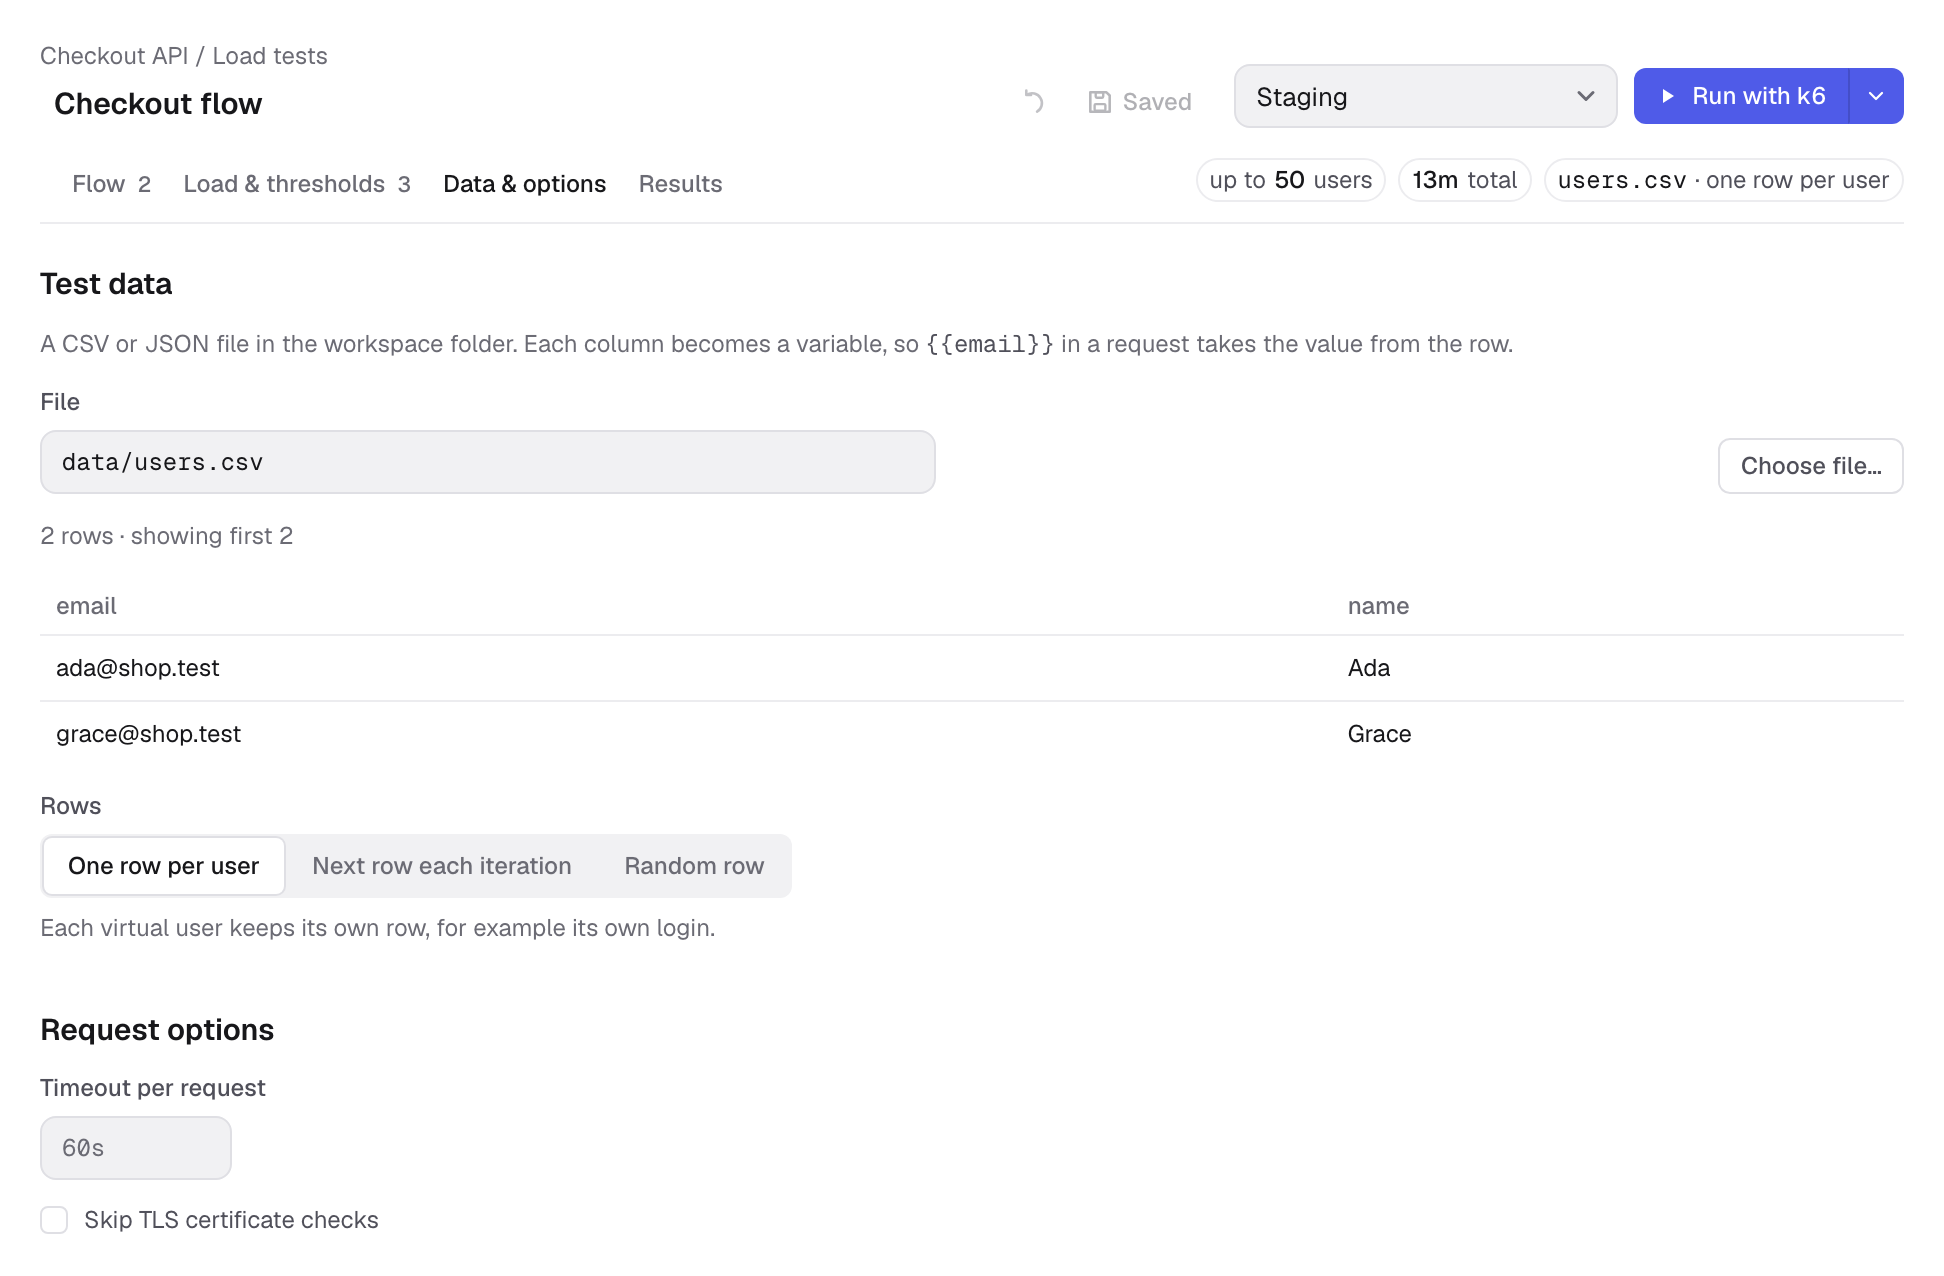 Checkout API / Load tests
Checkout flow
Saved
Staging
Run with k6
Flow 2
Load & thresholds 3
Data & options
Results
up to 50 users
13m total
users.csv · one row per user
Test data
A CSV or JSON file in the workspace folder. Each column becomes a variable, so {{email}} in a request takes the value from the row.
File
data/users.csv
Choose file…
2 rows · showing first 2
email name
ada@shop.test Ada
grace@shop.test Grace
Rows
One row per user
Next row each iteration
Random row
Each virtual user keeps its own row, for example its own login.
Request options
Timeout per request
60s
Skip TLS certificate checks